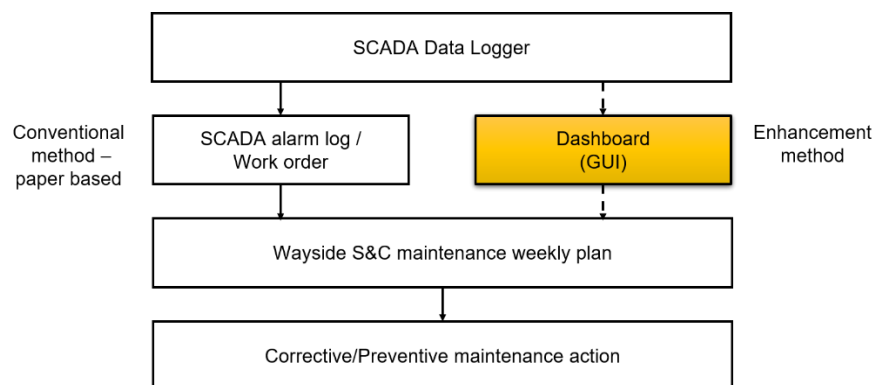 SCADA Data Logger
Conventional
method –
paper based
SCADA alarm log /
Work order
Dashboard
(GUI)
Enhancement
method
Wayside S&C maintenance weekly plan
Corrective/Preventive maintenance action